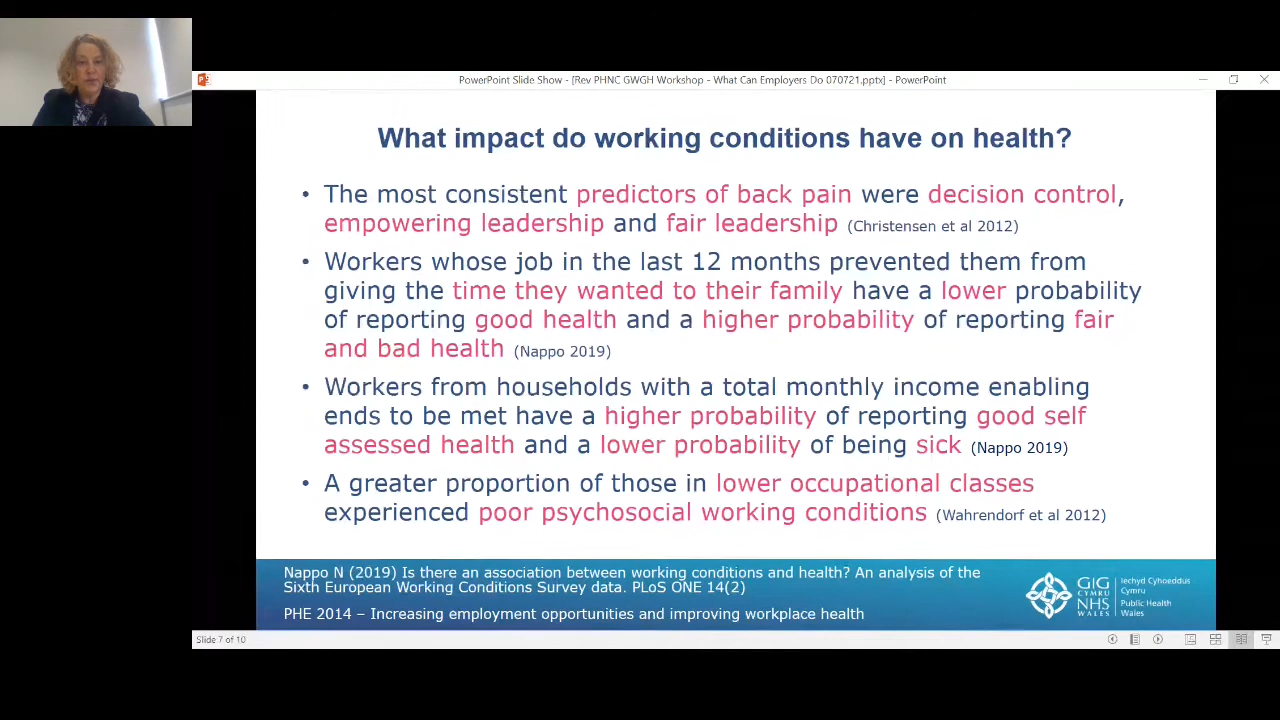 PowerPoint Slide Show - [Rev PHNC GWGH Workshop - What Can Employers Do 070721.pptx] - PowerPoint
What impact do working conditions have on health?
• The most consistent predictors of back pain were decision control,
empowering leadership and fair leadership (Christensen et al 2012)
• Workers whose job in the last 12 months prevented them from
giving the time they wanted to their family have a lower probability
of reporting good health and a higher probability of reporting fair
and bad health (Nappo 2019)
• Workers from households with a total monthly income enabling
ends to be met have a higher probability of reporting good self
assessed health and a lower probability of being sick (Nappo 2019)
• A greater proportion of those in lower occupational classes
experienced poor psychosocial working conditions (Wahrendorf et al 2012)
Nappo N (2019) Is there an association between working conditions and health? An analysis of the
Sixth European Working Conditions Survey data. PLoS ONE 14(2)
PHE 2014 – Increasing employment opportunities and improving workplace health
GIG
CYMRU
NHS
WALES
Iechyd Cyhoeddus
Cymru
Public Health
Wales
Slide 7 of 10